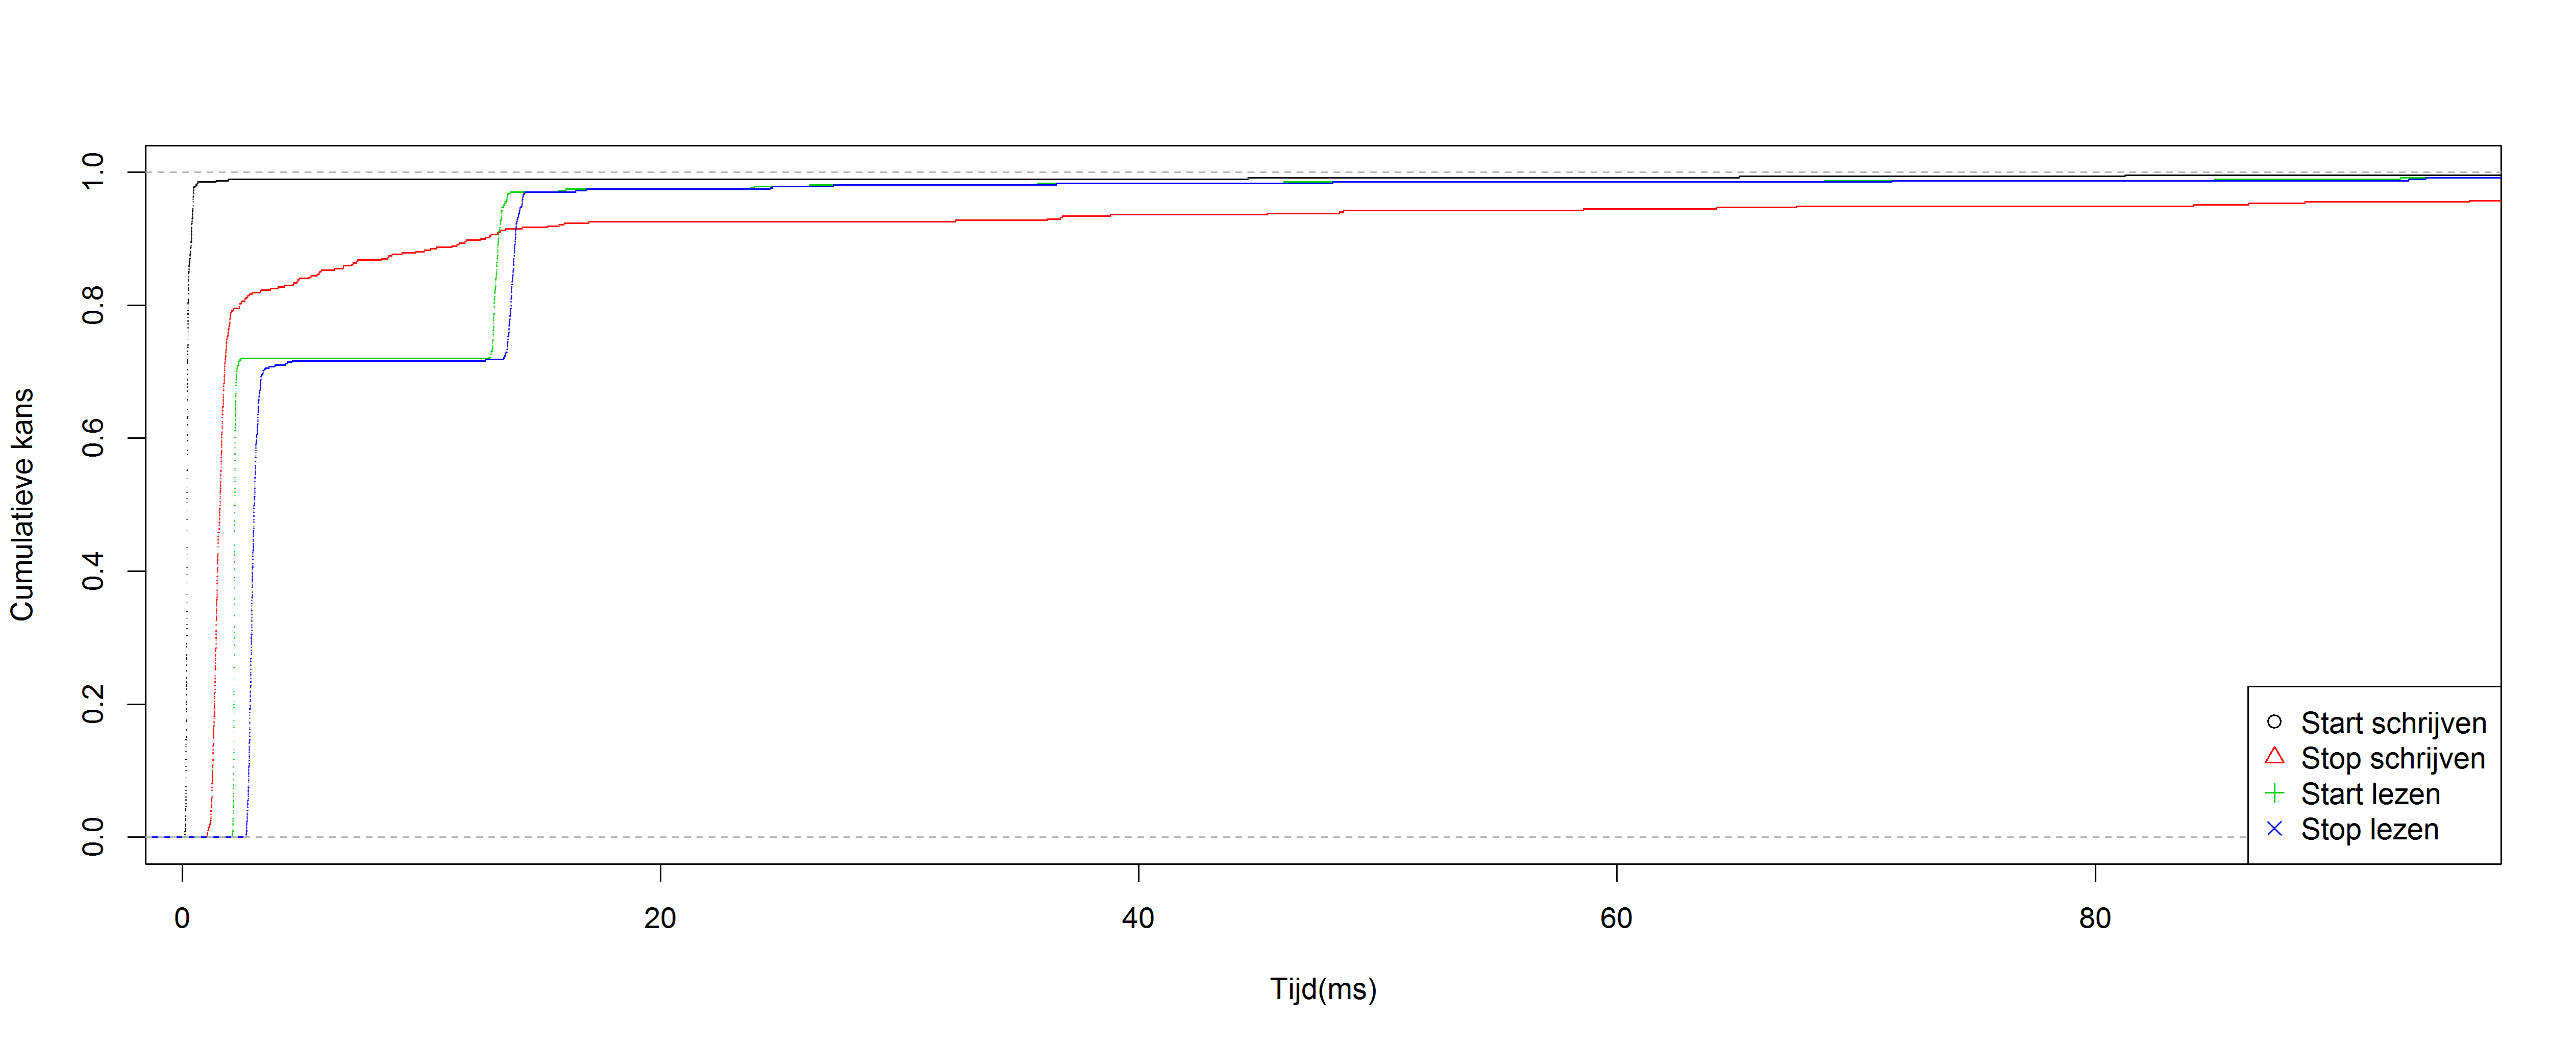 Cumulatieve kans
1.0
0.8
0.6
0.4
0.2
0.0
0 20 40 60 80
Tijd(ms)
Start schrijven
Stop schrijven
Start lezen
Stop lezen